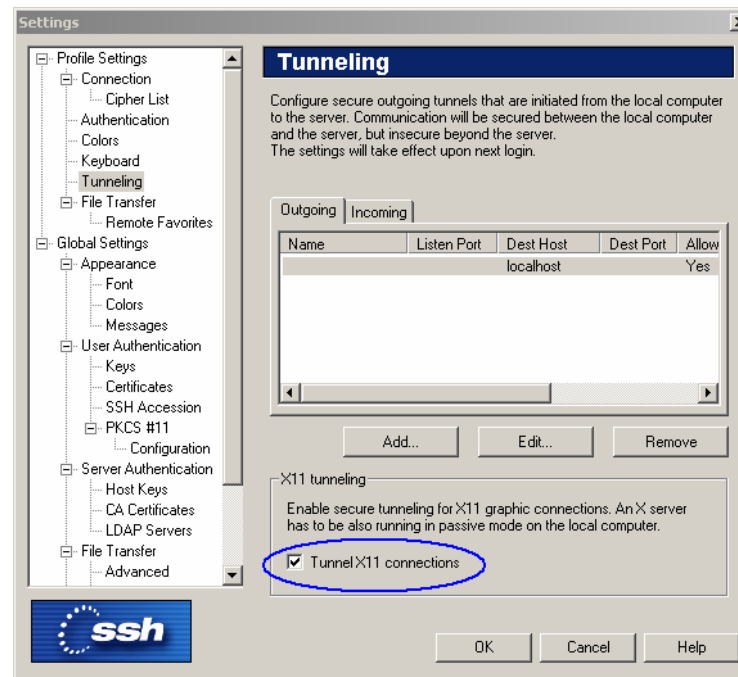 Settings
Profile Settings
Connection
Cipher List
Authentication
Colors
Keyboard
Tunneling
File Transfer
Remote Favorites
Global Settings
Appearance
Font
Colors
Messages
User Authentication
Keys
Certificates
SSH Accession
PKCS #11
Configuration
Server Authentication
Host Keys
CA Certificates
LDAP Servers
File Transfer
Advanced
ssh
Tunneling
Configure secure outgoing tunnels that are initiated from the local computer
to the server. Communication will be secured between the local computer
and the server, but insecure beyond the server.
The settings will take effect upon next login.
Outgoing Incoming
Name Listen Port Dest Host Dest Port Allow
localhost Yes
Add... Edit... Remove
X11 tunneling
Enable secure tunneling for X11 graphic connections. An X server
has to be also running in passive mode on the local computer.
Tunnel X11 connections
OK Cancel Help